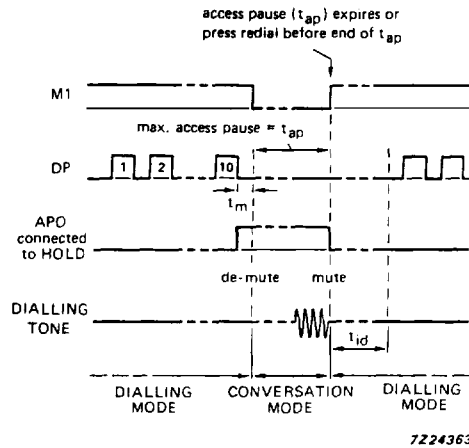 access pause (tap) expires or
press redial before end of tap
M1
max. access pause = tap
DP
1 2 10
tm
APO
connected
to HOLD
de-mute mute
DIALLING
TONE
tid
DIALLING
MODE
CONVERSATION
MODE
DIALLING
MODE
7Z24363